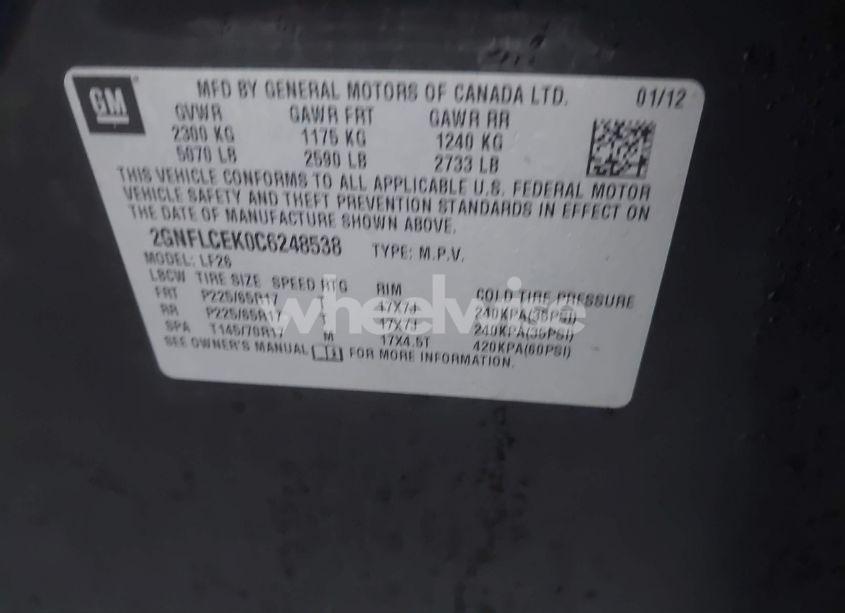 GM
MFD BY GENERAL MOTORS OF CANADA LTD. 01/12
GVWR GAWR FRT GAWR RR
2300 KG 1175 KG 1240 KG
5070 LB 2590 LB 2733 LB
THIS VEHICLE CONFORMS TO ALL APPLICABLE U.S. FEDERAL MOTOR
VEHICLE SAFETY AND THEFT PREVENTION STANDARDS IN EFFECT ON
THE DATE OF MANUFACTURE SHOWN ABOVE.
2GNFLCEK0C6248538 TYPE: M.P.V.
MODEL: LF26
LBCW TIRE SIZE SPEED RTG RIM COLD TIRE PRESSURE
FRT P225/65R17 T 17X7J 240KPA(35PSI)
RR P225/65R17 T 17X7J 240KPA(35PSI)
SPA T145/70R17 M 17X4.5T 420KPA(60PSI)
SEE OWNER'S MANUAL FOR MORE INFORMATION.
wheelwise